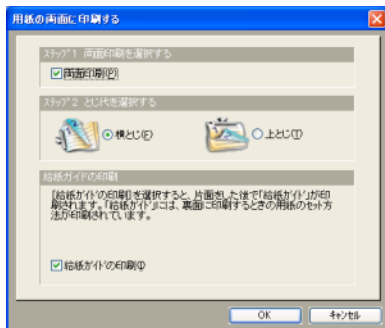 用紙の両面に印刷する
ステップ1 両面印刷を選択する
両面印刷(P)
ステップ2 とじ代を選択する
横とじ(E)
上とじ(T)
給紙ガイドの印刷
[給紙ガイドの印刷]を選択すると、片面をした後で「給紙ガイド」が印
刷されます。「給紙ガイド」には、裏面に印刷するときの用紙のセット方
法が印刷されています。
給紙ガイドの印刷(I)
OK キャンセル